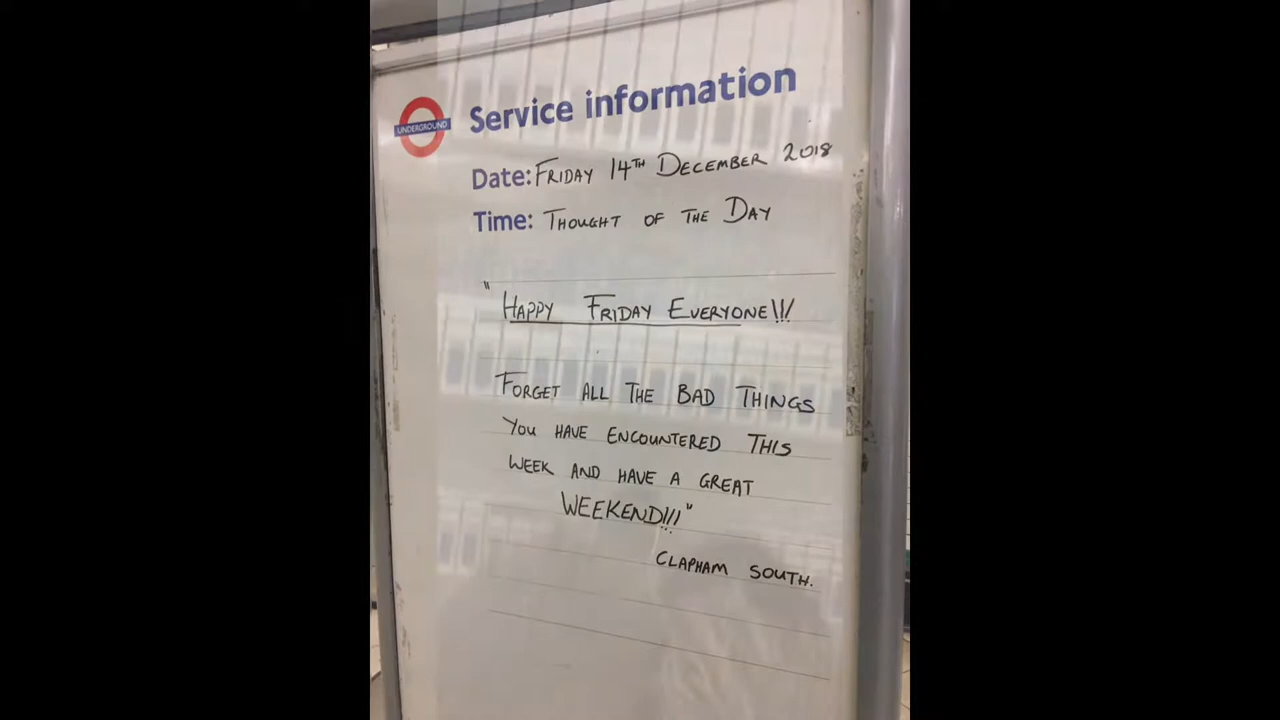 UNDERGROUND
Service information
Date: FRIDAY 14TH DECEMBER 2018
Time: THOUGHT OF THE DAY
"HAPPY FRIDAY EVERYONE!!!
FORGET ALL THE BAD THINGS
YOU HAVE ENCOUNTERED THIS
WEEK AND HAVE A GREAT
WEEKEND!!!"
CLAPHAM SOUTH.